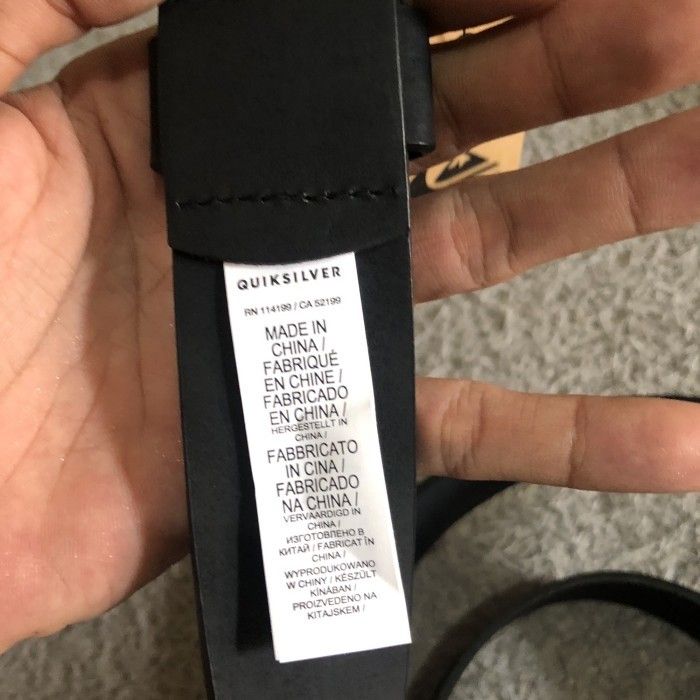 QUIKSILVER
RN 114199 / CA 52199
MADE IN
CHINA /
FABRIQUÉ
EN CHINE /
FABRICADO
EN CHINA /
HERGESTELLT IN
CHINA /
FABBRICATO
IN CINA /
FABRICADO
NA CHINA /
VERVAARDIGD IN
CHINA /
ИЗГОТОВЛЕНО В
КИТАЙ / FABRICAT ÎN
CHINA /
WYPRODUKOWANO
W CHINY / KÉSZÜLT
KÍNÁBAN /
PROIZVEDENO NA
KITAJSKEM /